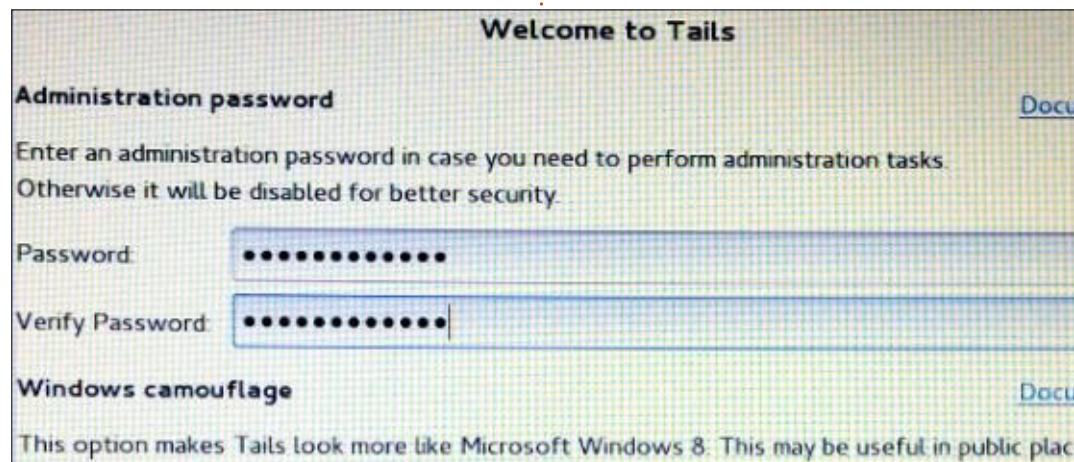 Welcome to Tails
Administration password
Docu
Enter an administration password in case you need to perform administration tasks.
Otherwise it will be disabled for better security.
Password:
••••••••••••
Verify Password:
••••••••••••
Windows camouflage
Docu
This option makes Tails look more like Microsoft Windows 8. This may be useful in public plac